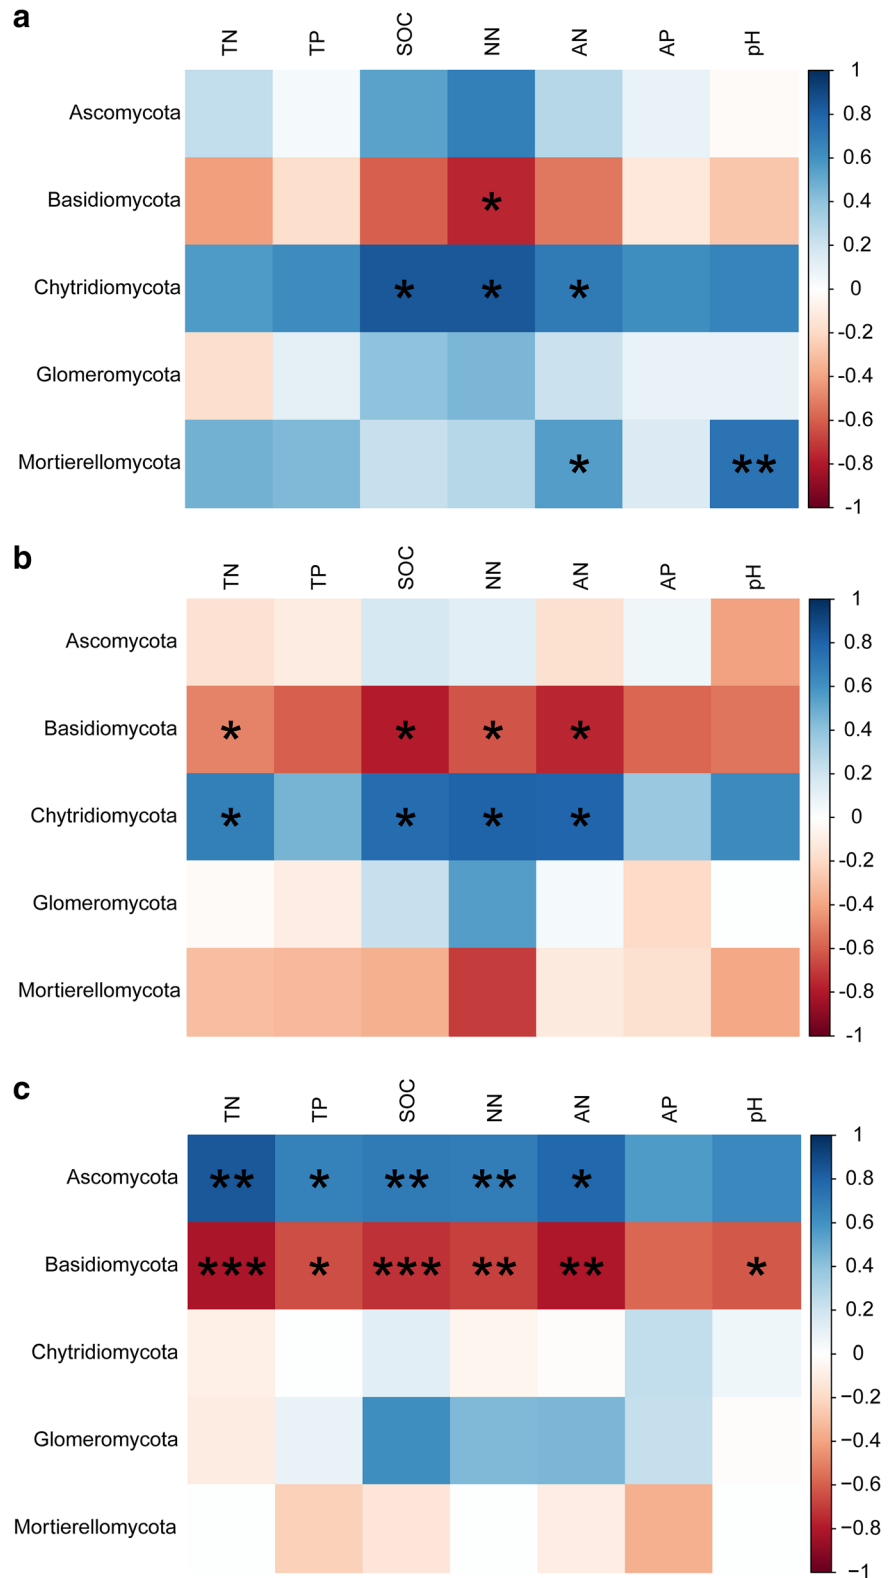 a
TN TP SOC NN AN AP pH
Ascomycota
Basidiomycota *
Chytridiomycota * * *
Glomeromycota
Mortierellomycota * **
1
0.8
0.6
0.4
0.2
0
-0.2
-0.4
-0.6
-0.8
-1
b
TN TP SOC NN AN AP pH
Ascomycota
Basidiomycota * * * *
Chytridiomycota * * * *
Glomeromycota
Mortierellomycota
1
0.8
0.6
0.4
0.2
0
-0.2
-0.4
-0.6
-0.8
-1
c
TN TP SOC NN AN AP pH
Ascomycota ** * ** ** *
Basidiomycota *** * *** ** ** *
Chytridiomycota
Glomeromycota
Mortierellomycota
1
0.8
0.6
0.4
0.2
0
−0.2
−0.4
−0.6
−0.8
−1